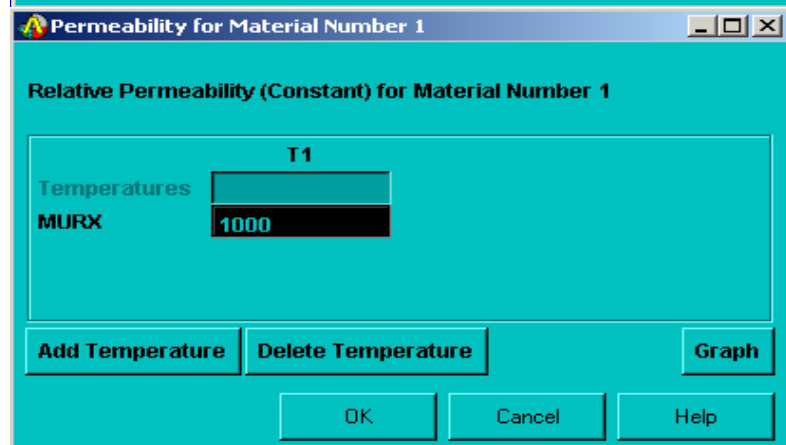 Permeability for Material Number 1
Relative Permeability (Constant) for Material Number 1
T1
Temperatures
MURX 1000
Add Temperature Delete Temperature Graph
OK Cancel Help